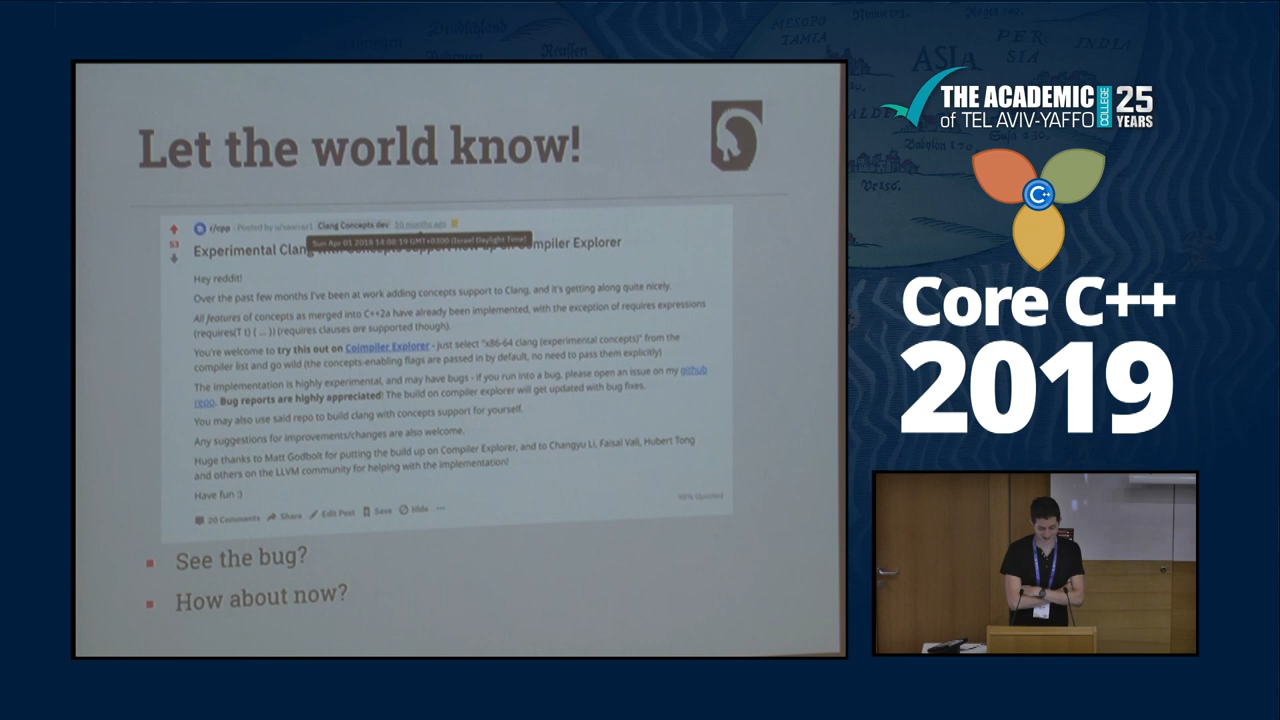 Deutschland
Reussen
MESOPO
TAMIA
PER
SIA
INDIA
ASIA
Babylon
THE ACADEMIC
of TEL AVIV-YAFFO
COLLEGE
25
YEARS
C++
Core C++
2019
Let the world know!
r/cpp · Posted by Clang Concepts dev 10 months ago
53
Sun Apr 01 2018 14:08:19 GMT+0300 (Israel Daylight Time)
Experimental Clang with Concepts support now up on Compiler Explorer
Hey reddit!
Over the past few months I've been at work adding concepts support to Clang, and it's getting along quite nicely.
All features of concepts as merged into C++2a have already been implemented, with the exception of requires expressions
(requires(T t) { ... }) (requires clauses are supported though).
You're welcome to try this out on Coimpiler Explorer - just select "x86-64 clang (experimental concepts)" from the
compiler list and go wild (the concepts-enabling flags are passed in by default, no need to pass them explicitly)
The implementation is highly experimental, and may have bugs - if you run into a bug, please open an issue on my github
repo. Bug reports are highly appreciated! The build on compiler explorer will get updated with bug fixes.
You may also use said repo to build clang with concepts support for yourself.
Any suggestions for improvements/changes are also welcome.
Huge thanks to Matt Godbolt for putting the build up on Compiler Explorer, and to Changyu Li, Faisal Vali, Hubert Tong
and others on the LLVM community for helping with the implementation!
Have fun :)
20 Comments Share Edit Post Save Hide ...
98% Upvoted
See the bug?
How about now?